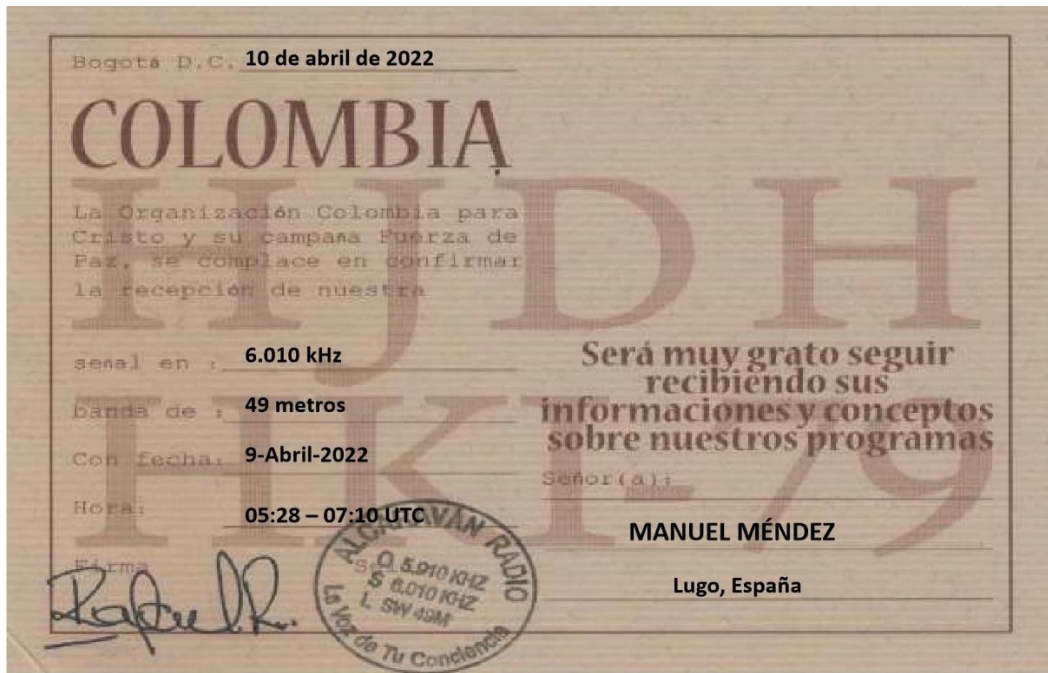 Bogotá D.C. 10 de abril de 2022
COLOMBIA
HJDH
HKI-79
La Organización Colombia para
Cristo y su campaña Fuerza de
Paz, se complace en confirmar
la recepción de nuestra
señal en : 6.010 kHz
banda de : 49 metros
Con fecha: 9-Abril-2022
Hora: 05:28 – 07:10 UTC
Firma
Será muy grato seguir
recibiendo sus
informaciones y conceptos
sobre nuestros programas
Señor(a):
MANUEL MÉNDEZ
Lugo, España
ALCARAVÁN RADIO
Q 5.910 KHZ
S 6.010 KHZ
L SW 49M
La Voz de Tu Conciencia